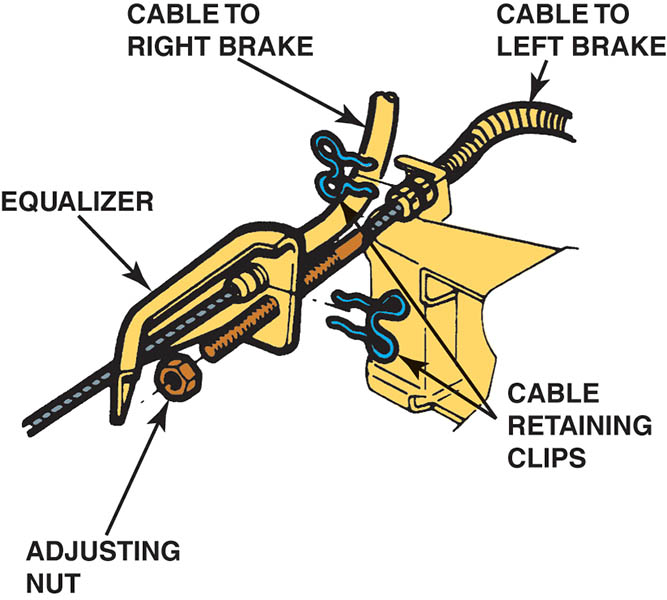 CABLE TO
RIGHT BRAKE
CABLE TO
LEFT BRAKE
EQUALIZER
CABLE
RETAINING
CLIPS
ADJUSTING
NUT